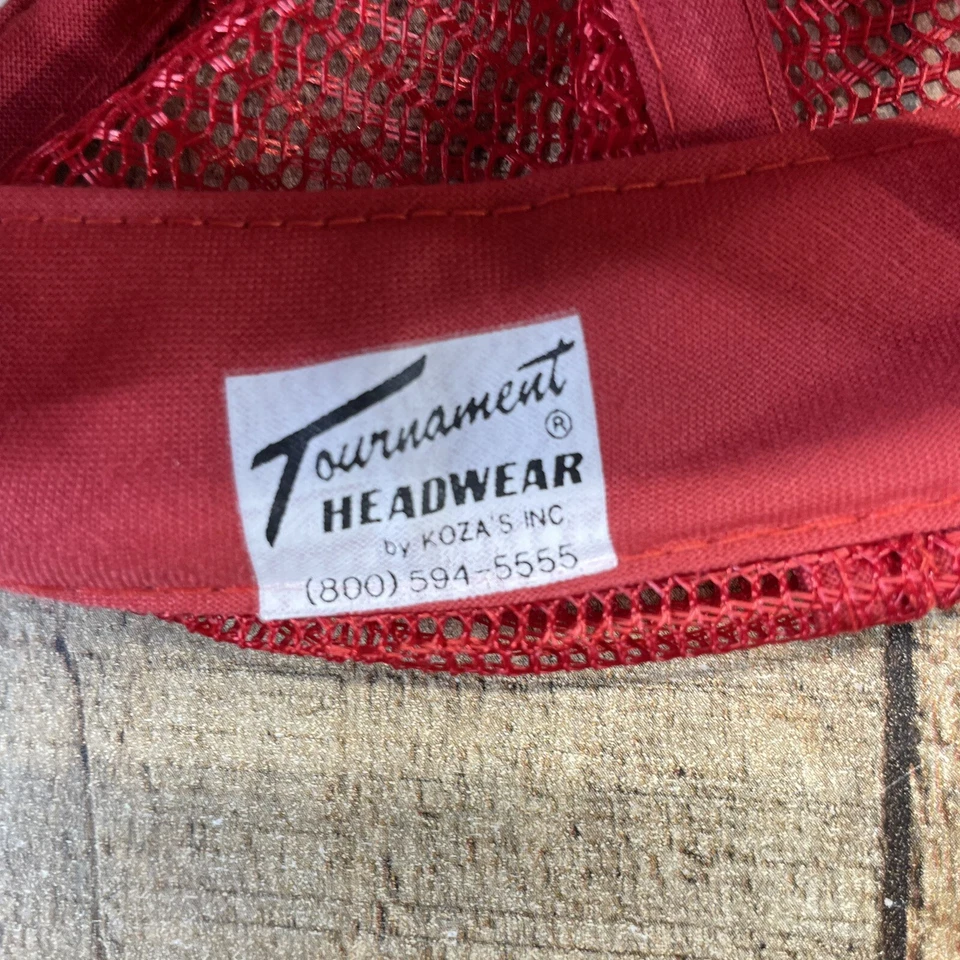 Tournament ®
HEADWEAR
by KOZA'S INC
(800) 594-5555